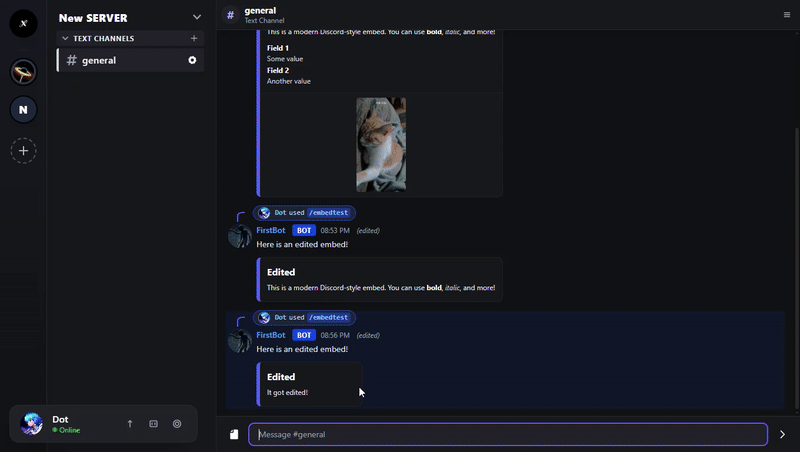 New SERVER
TEXT CHANNELS
# general
N
Dot
Online
# general
Text Channel
This is a modern Discord-style embed. You can use bold, italic, and more!
Field 1
Some value
Field 2
Another value
Dot used /embedtest
FirstBot BOT 08:53 PM (edited)
Here is an edited embed!
Edited
This is a modern Discord-style embed. You can use bold, italic, and more!
Dot used /embedtest
FirstBot BOT 08:56 PM (edited)
Here is an edited embed!
Edited
It got edited!
Message #general